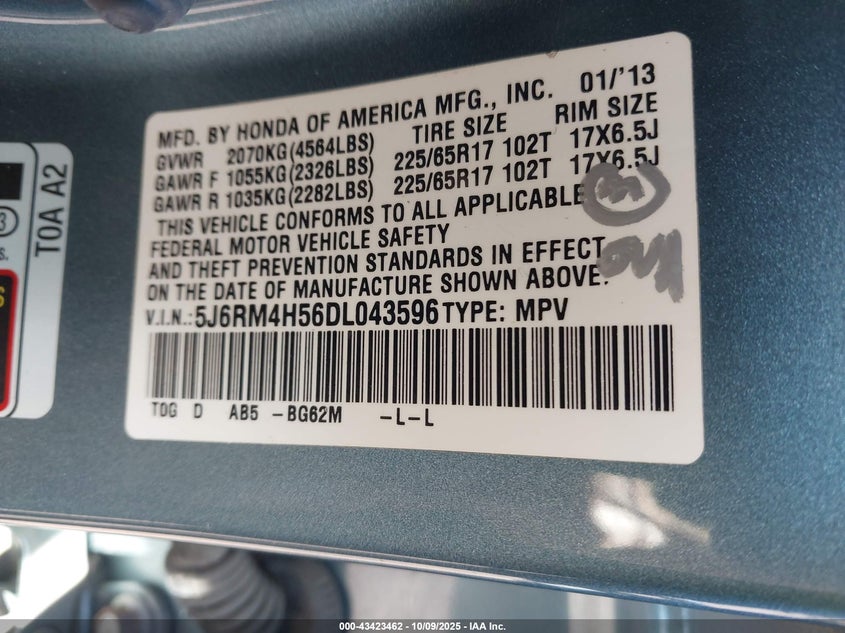 MFD. BY HONDA OF AMERICA MFG., INC. 01/'13
GVWR 2070KG(4564LBS) TIRE SIZE RIM SIZE
GAWR F 1055KG(2326LBS) 225/65R17 102T 17X6.5J
GAWR R 1035KG(2282LBS) 225/65R17 102T 17X6.5J
THIS VEHICLE CONFORMS TO ALL APPLICABLE
FEDERAL MOTOR VEHICLE SAFETY
AND THEFT PREVENTION STANDARDS IN EFFECT
ON THE DATE OF MANUFACTURE SHOWN ABOVE.
V.I.N.:5J6RM4H56DL043596 TYPE: MPV
TOG D AB5 -BG62M -L-L
TOA A2
3
S.
S
000-43423462 - 10/09/2025 - IAA Inc.